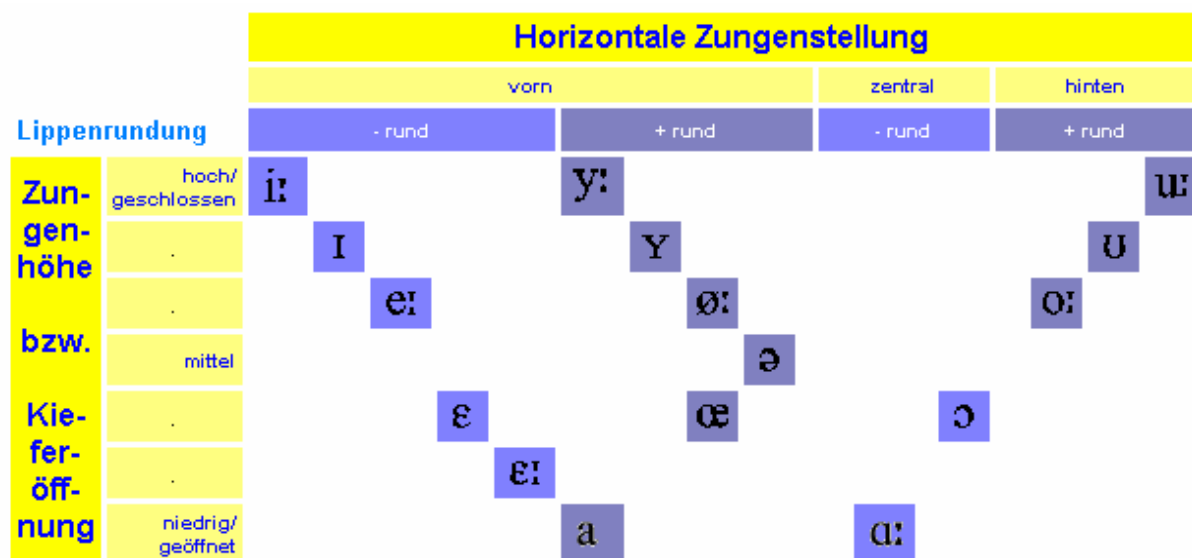 Horizontale Zungenstellung
vorn zentral hinten
Lippenrundung - rund + rund - rund + rund
Zun-
gen-
höhe
bzw.
Kie-
fer-
öff-
nung
hoch/
geschlossen
iː yː ɯː
. ɪ ʏ ʊ
. eː øː oː
mittel ə
. ɛ œ ɔ
. ɛː
niedrig/
geöffnet
a ɑː